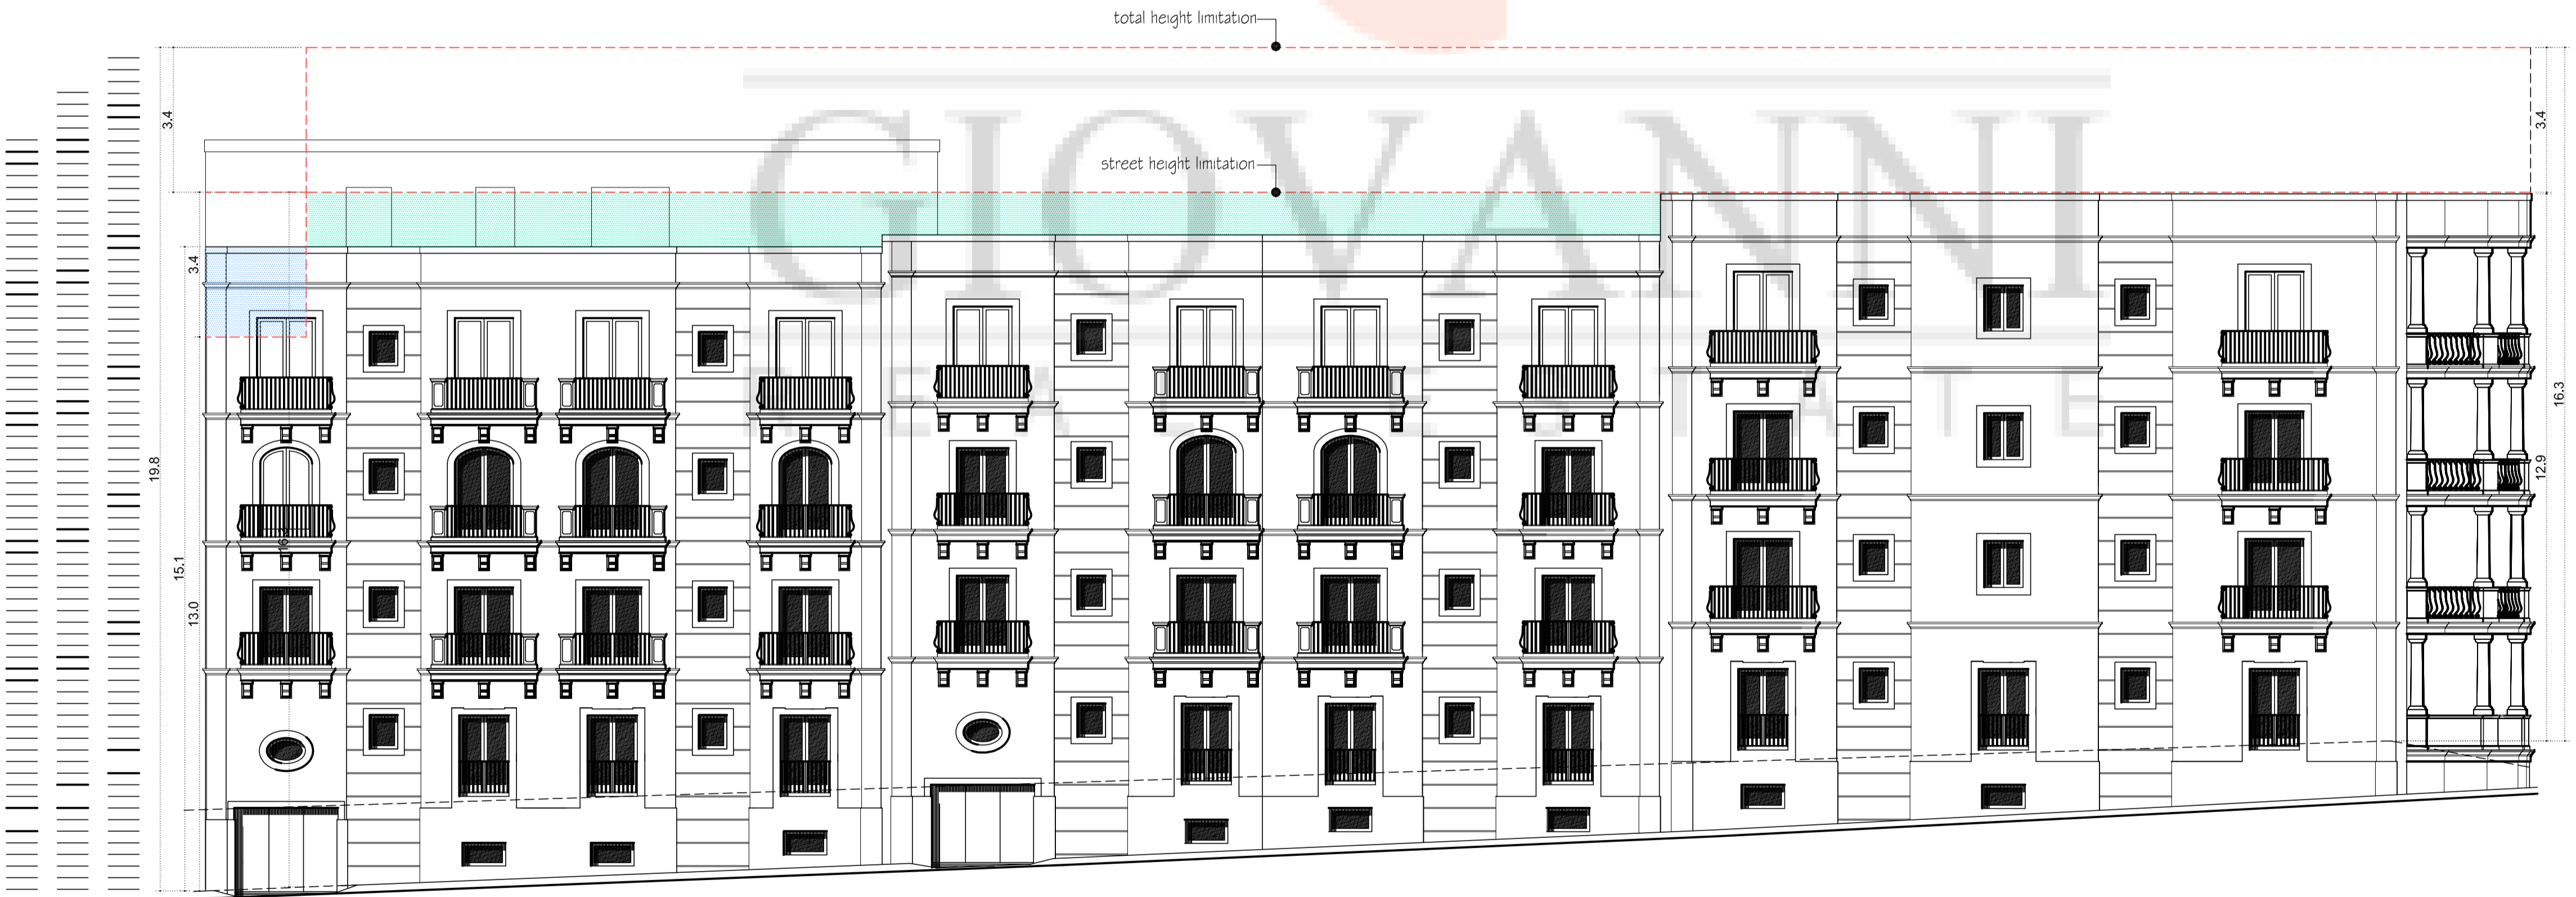 total height limitation
3.4
3.4
GIOVANNI
street height limitation
3.4
16.3
REAL ESTATE
19.8
12.9
15.1
13.0